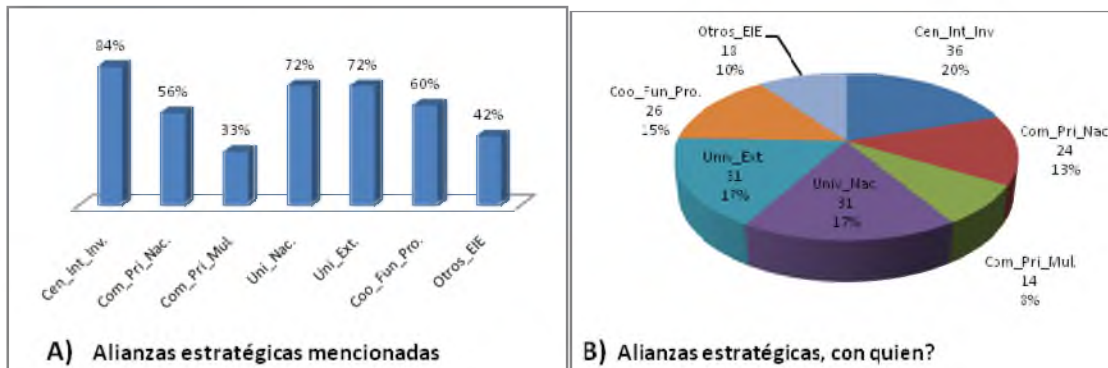 84%
56%
33%
72%
72%
60%
42%
Cen_Int_Inv.
Com_Pri_Nac.
Com_Pri_Mul
Uni_Nac.
Uni_Ext.
Coo_Fun_Pro.
Otros_EIE
A) Alianzas estratégicas mencionadas
Otros_EIE
18
10%
Cen_Int_Inv
36
20%
Coo_Fun_Pro.
26
15%
Com_Pri_Nac
24
13%
Univ_Ext.
31
17%
Univ_Nac.
31
17%
Com_Pri_Mul.
14
8%
B) Alianzas estratégicas, con quien?